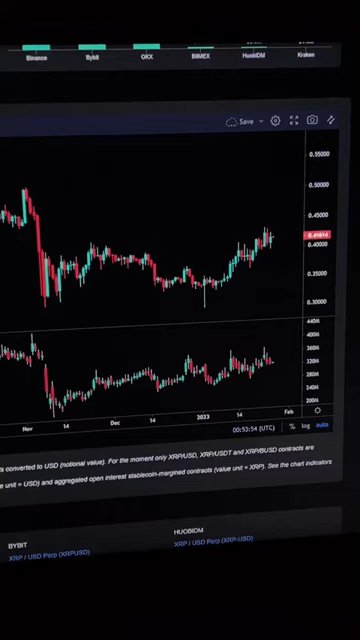 Binance Bybit OKX BitMEX HuobiDM Kraken
Save
0.55000
0.50000
0.45000
0.41614
0.40000
0.35000
0.30000
440M
400M
360M
320M
280M
240M
200M
Nov 14 Dec 14 2023 14 Feb
00:53:54 (UTC) % log auto
converted to USD (notional value). For the moment only XRP/USD, XRP/USDT and XRP/BUSD contracts are
unit = USD) and aggregated open interest stablecoin-margined contracts (value unit = XRP). See the chart indicators
BYBIT HUOBIDM
XRP / USD Perp (XRPUSD) XRP / USD Perp (XRP-USD)